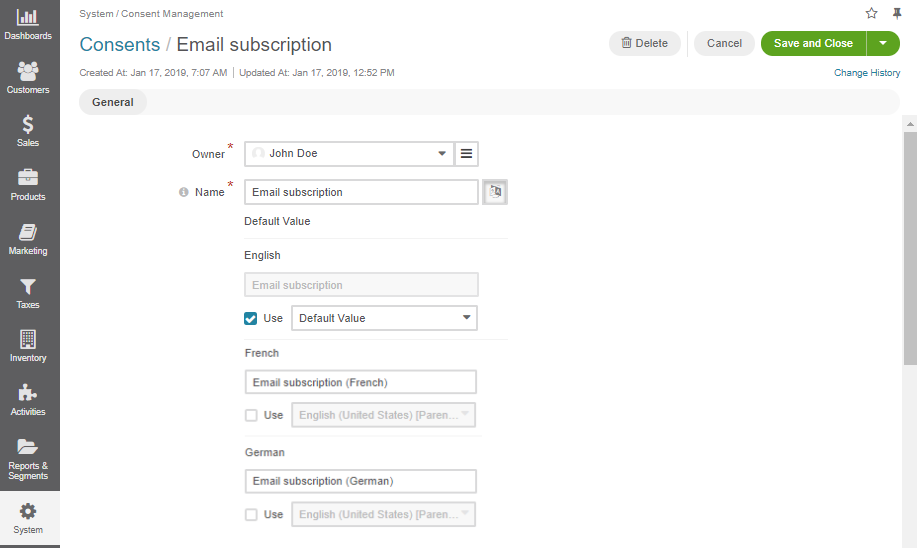 Dashboards
Customers
Sales
Products
Marketing
Taxes
Inventory
Activities
Reports &
Segments
System
System / Consent Management
Consents / Email subscription
Delete
Cancel
Save and Close
Created At: Jan 17, 2019, 7:07 AM | Updated At: Jan 17, 2019, 12:52 PM
Change History
General
Owner * John Doe
Name * Email subscription
Default Value
English
Email subscription
Use Default Value
French
Email subscription (French)
Use English (United States) [Paren...
German
Email subscription (German)
Use English (United States) [Paren...